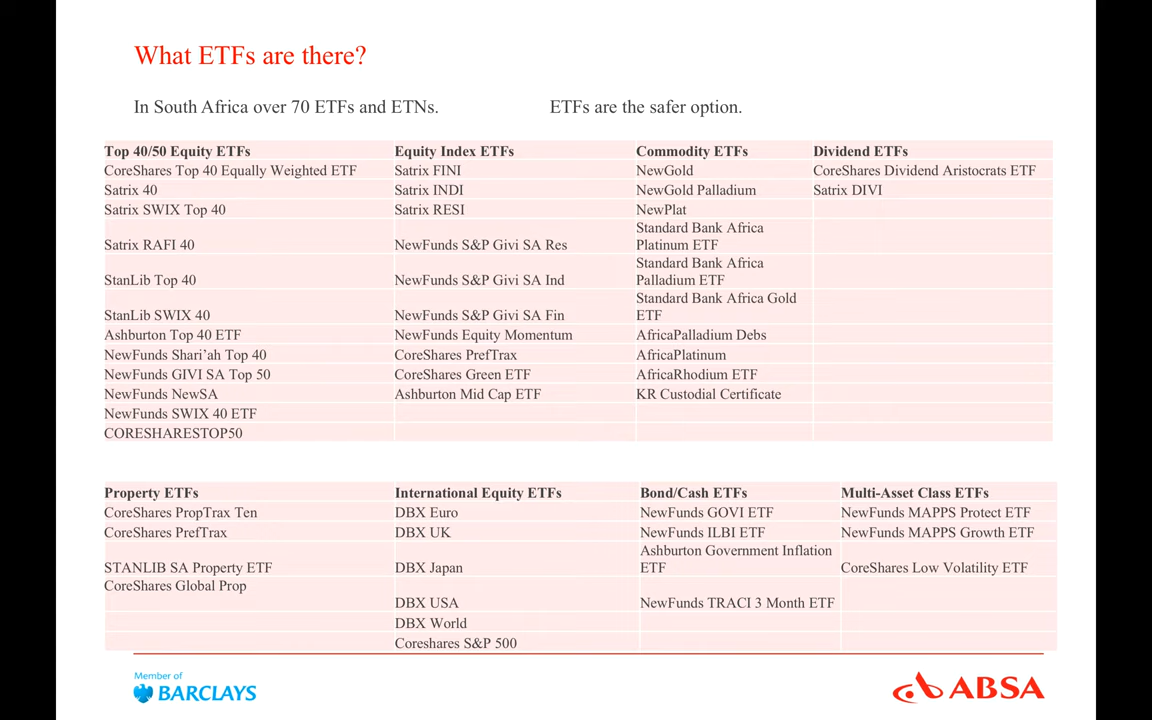 What ETFs are there?
In South Africa over 70 ETFs and ETNs. ETFs are the safer option.
Top 40/50 Equity ETFs Equity Index ETFs Commodity ETFs Dividend ETFs
CoreShares Top 40 Equally Weighted ETF Satrix FINI NewGold CoreShares Dividend Aristocrats ETF
Satrix 40 Satrix INDI NewGold Palladium Satrix DIVI
Satrix SWIX Top 40 Satrix RESI NewPlat
Standard Bank Africa
Satrix RAFI 40 NewFunds S&P Givi SA Res Platinum ETF
Standard Bank Africa
StanLib Top 40 NewFunds S&P Givi SA Ind Palladium ETF
Standard Bank Africa Gold
StanLib SWIX 40 NewFunds S&P Givi SA Fin ETF
Ashburton Top 40 ETF NewFunds Equity Momentum AfricaPalladium Debs
NewFunds Shari’ah Top 40 CoreShares PrefTrax AfricaPlatinum
NewFunds GIVI SA Top 50 CoreShares Green ETF AfricaRhodium ETF
NewFunds NewSA Ashburton Mid Cap ETF KR Custodial Certificate
NewFunds SWIX 40 ETF
CORESHARESTOP50
Property ETFs International Equity ETFs Bond/Cash ETFs Multi-Asset Class ETFs
CoreShares PropTrax Ten DBX Euro NewFunds GOVI ETF NewFunds MAPPS Protect ETF
CoreShares PrefTrax DBX UK NewFunds ILBI ETF NewFunds MAPPS Growth ETF
Ashburton Government Inflation
STANLIB SA Property ETF DBX Japan ETF CoreShares Low Volatility ETF
CoreShares Global Prop
DBX USA NewFunds TRACI 3 Month ETF
DBX World
Coreshares S&P 500
Member of
BARCLAYS ABSA